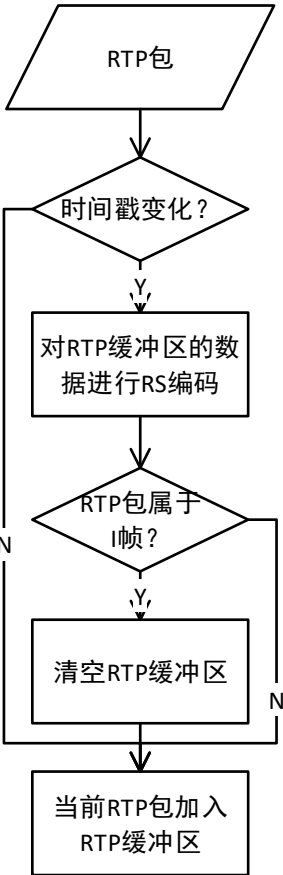 RTP包
时间戳变化？
Y
对RTP缓冲区的数
据进行RS编码
RTP包属于
I帧？
N
Y
清空RTP缓冲区
N
当前RTP包加入
RTP缓冲区